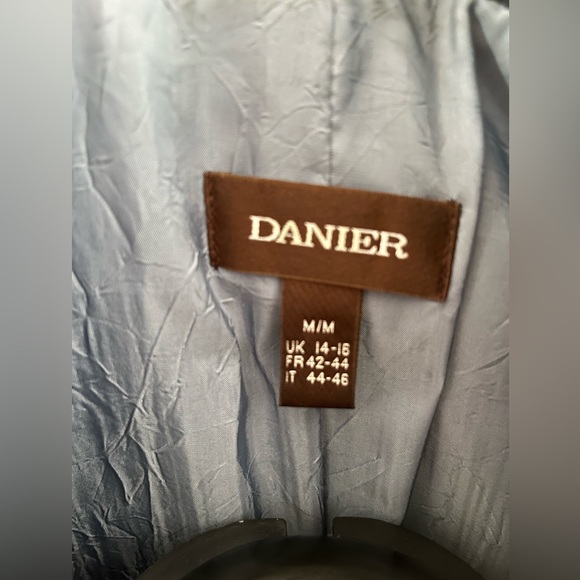 DANIER
M/M
UK 14-16
FR 42-44
IT 44-46